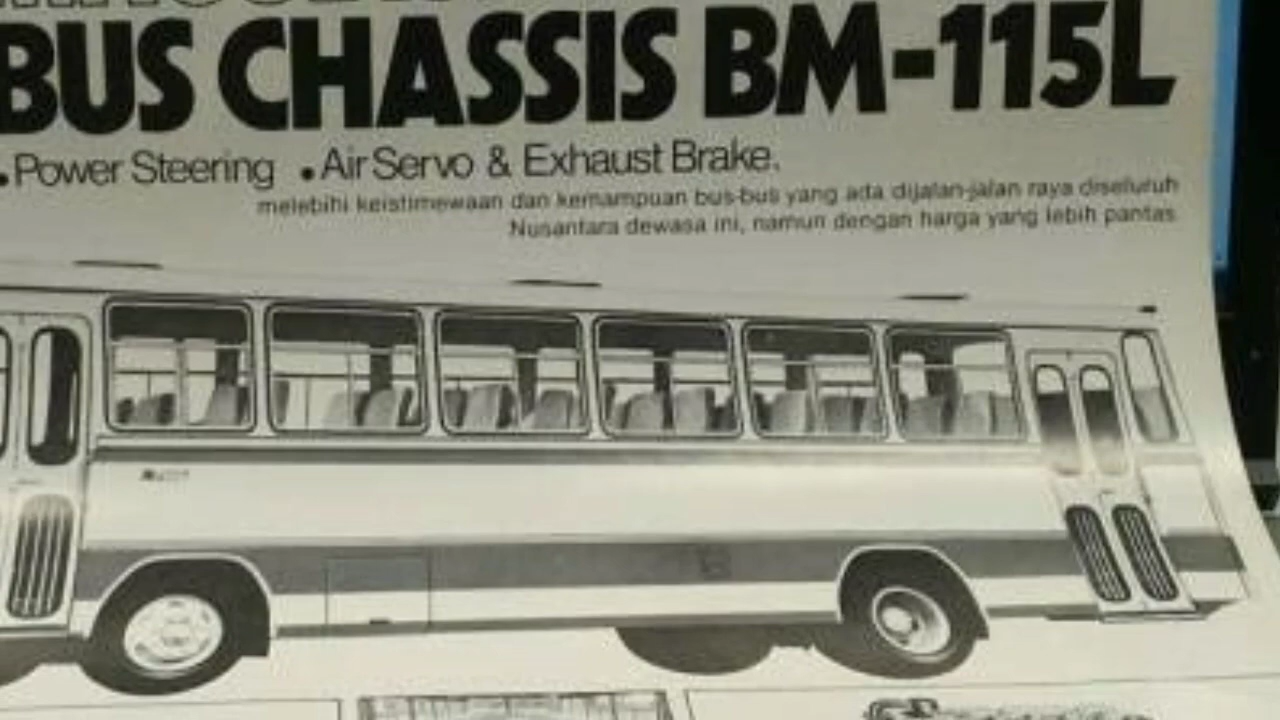 BUS CHASSIS BM-115L
• Power Steering • Air Servo & Exhaust Brake.
melebihi keistimewaan dan kemampuan bus-bus yang ada dijalan-jalan raya diseluruh
Nusantara dewasa ini, namun dengan harga yang lebih pantas